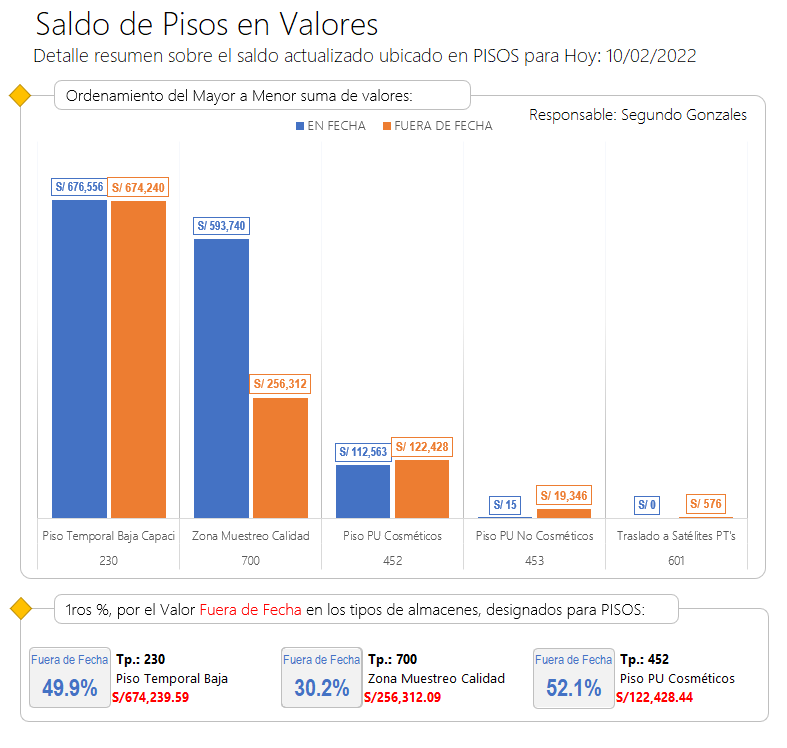 Saldo de Pisos en Valores
Detalle resumen sobre el saldo actualizado ubicado en PISOS para Hoy: 10/02/2022
Ordenamiento del Mayor a Menor suma de valores:
Responsable: Segundo Gonzales
EN FECHA FUERA DE FECHA
S/ 676,556 S/ 674,240
S/ 593,740
S/ 256,312
S/ 112,563 S/ 122,428
S/ 15 S/ 19,346
S/ 0 S/ 576
Piso Temporal Baja Capaci Zona Muestreo Calidad Piso PU Cosméticos Piso PU No Cosméticos Traslado a Satélites PT's
230 700 452 453 601
1ros %, por el Valor Fuera de Fecha en los tipos de almacenes, designados para PISOS:
Fuera de Fecha
49.9%
Tp.: 230
Piso Temporal Baja
S/674,239.59
Fuera de Fecha
30.2%
Tp.: 700
Zona Muestreo Calidad
S/256,312.09
Fuera de Fecha
52.1%
Tp.: 452
Piso PU Cosméticos
S/122,428.44